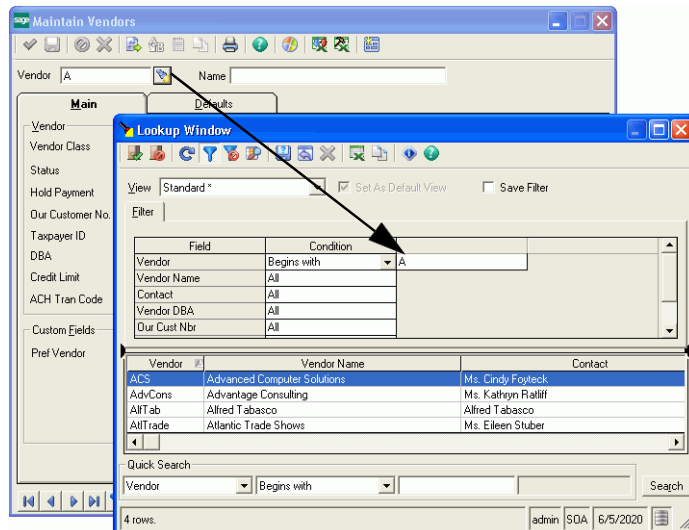 sage Maintain Vendors
Vendor A Name
Main Defaults
Vendor
Vendor Class
Status
Hold Payment
Our Customer No.
Taxpayer ID
DBA
Credit Limit
ACH Tran Code
Custom Fields
Pref Vendor
Lookup Window
View Standard * Set As Default View Save Filter
Filter
Field Condition
Vendor Begins with A
Vendor Name All
Contact All
Vendor DBA All
Our Cust Nbr All
Vendor Vendor Name Contact
ACS Advanced Computer Solutions Ms. Cindy Foyteck
AdvCons Advantage Consulting Ms. Kathryn Ratliff
AlfTab Alfred Tabasco Alfred Tabasco
AtlTrade Atlantic Trade Shows Ms. Eileen Stuber
Quick Search
Vendor Begins with Search
4 rows. admin SOA 6/5/2020